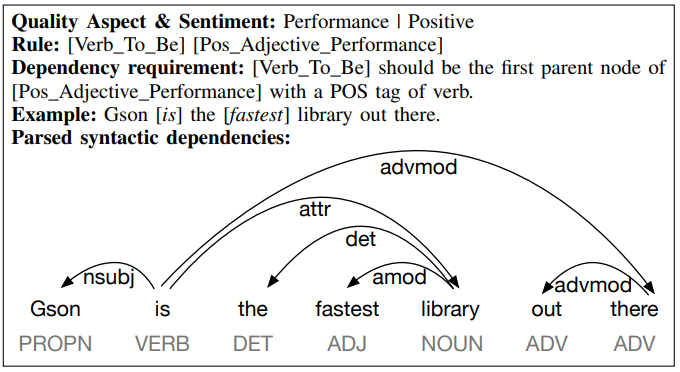 Quality Aspect & Sentiment: Performance | Positive
Rule: [Verb_To_Be] [Pos_Adjective_Performance]
Dependency requirement: [Verb_To_Be] should be the first parent node of
[Pos_Adjective_Performance] with a POS tag of verb.
Example: Gson [is] the [fastest] library out there.
Parsed syntactic dependencies:
advmod
attr
det
nsubj amod advmod
Gson is the fastest library out there
PROPN VERB DET ADJ NOUN ADV ADV